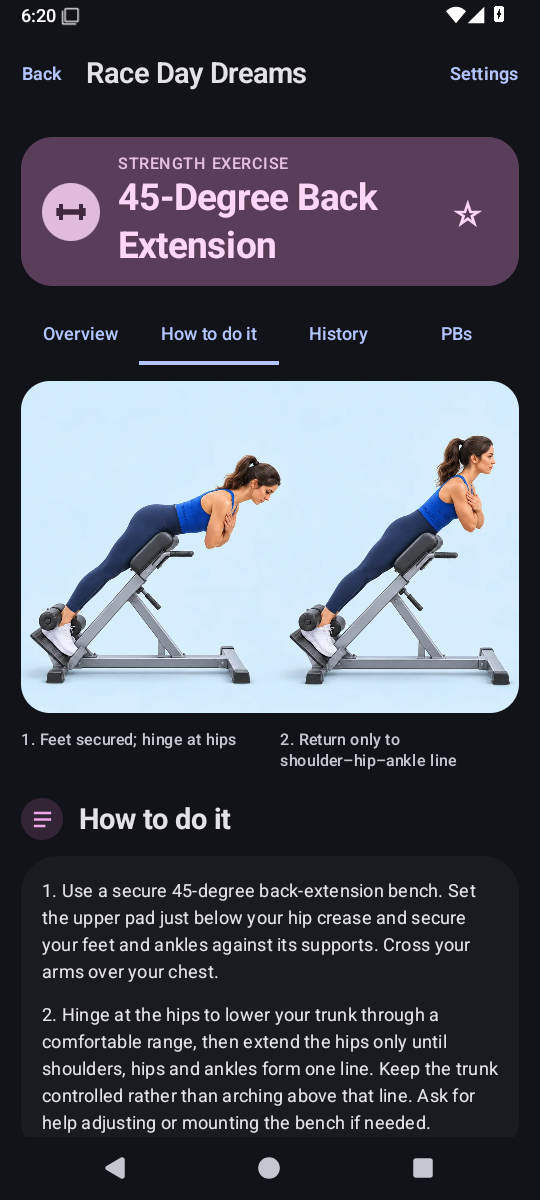 6:20
Back Race Day Dreams Settings
STRENGTH EXERCISE
45-Degree Back
Extension
Overview How to do it History PBs
1. Feet secured; hinge at hips
2. Return only to
shoulder–hip–ankle line
How to do it
1. Use a secure 45-degree back-extension bench. Set
the upper pad just below your hip crease and secure
your feet and ankles against its supports. Cross your
arms over your chest.
2. Hinge at the hips to lower your trunk through a
comfortable range, then extend the hips only until
shoulders, hips and ankles form one line. Keep the trunk
controlled rather than arching above that line. Ask for
help adjusting or mounting the bench if needed.